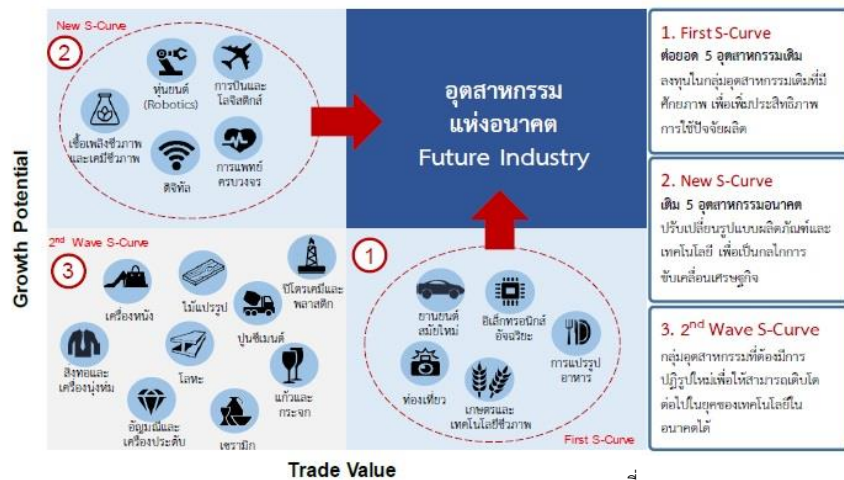 New S-Curve
2
หุ่นยนต์
(Robotics)
การบินและ
โลจิสติกส์
เชื้อเพลิงชีวภาพ
และเคมีชีวภาพ
ดิจิทัล
การแพทย์
ครบวงจร
อุตสาหกรรม
แห่งอนาคต
Future Industry
Growth Potential
2nd Wave S-Curve
3
เครื่องหนัง
ไม้แปรรูป
ปูนซีเมนต์
ปิโตรเคมีและ
พลาสติก
สิ่งทอและ
เครื่องนุ่งห่ม
โลหะ
แก้วและ
กระจก
อัญมณีและ
เครื่องประดับ
เซรามิก
1
ยานยนต์
สมัยใหม่
อิเล็กทรอนิกส์
อัจฉริยะ
การแปรรูป
อาหาร
ท่องเที่ยว
เกษตรและ
เทคโนโลยีชีวภาพ
First S-Curve
Trade Value
1. First S-Curve
ต่อยอด 5 อุตสาหกรรมเดิม
ลงทุนในกลุ่มอุตสาหกรรมเดิมที่มี
ศักยภาพ เพื่อเพิ่มประสิทธิภาพ
การใช้ปัจจัยผลิต
2. New S-Curve
เติม 5 อุตสาหกรรมอนาคต
ปรับเปลี่ยนรูปแบบผลิตภัณฑ์และ
เทคโนโลยี เพื่อเป็นกลไกการ
ขับเคลื่อนเศรษฐกิจ
3. 2nd Wave S-Curve
กลุ่มอุตสาหกรรมที่ต้องมีการ
ปฏิรูปใหม่เพื่อให้สามารถเติบโต
ต่อไปในยุคของเทคโนโลยีใน
อนาคตได้